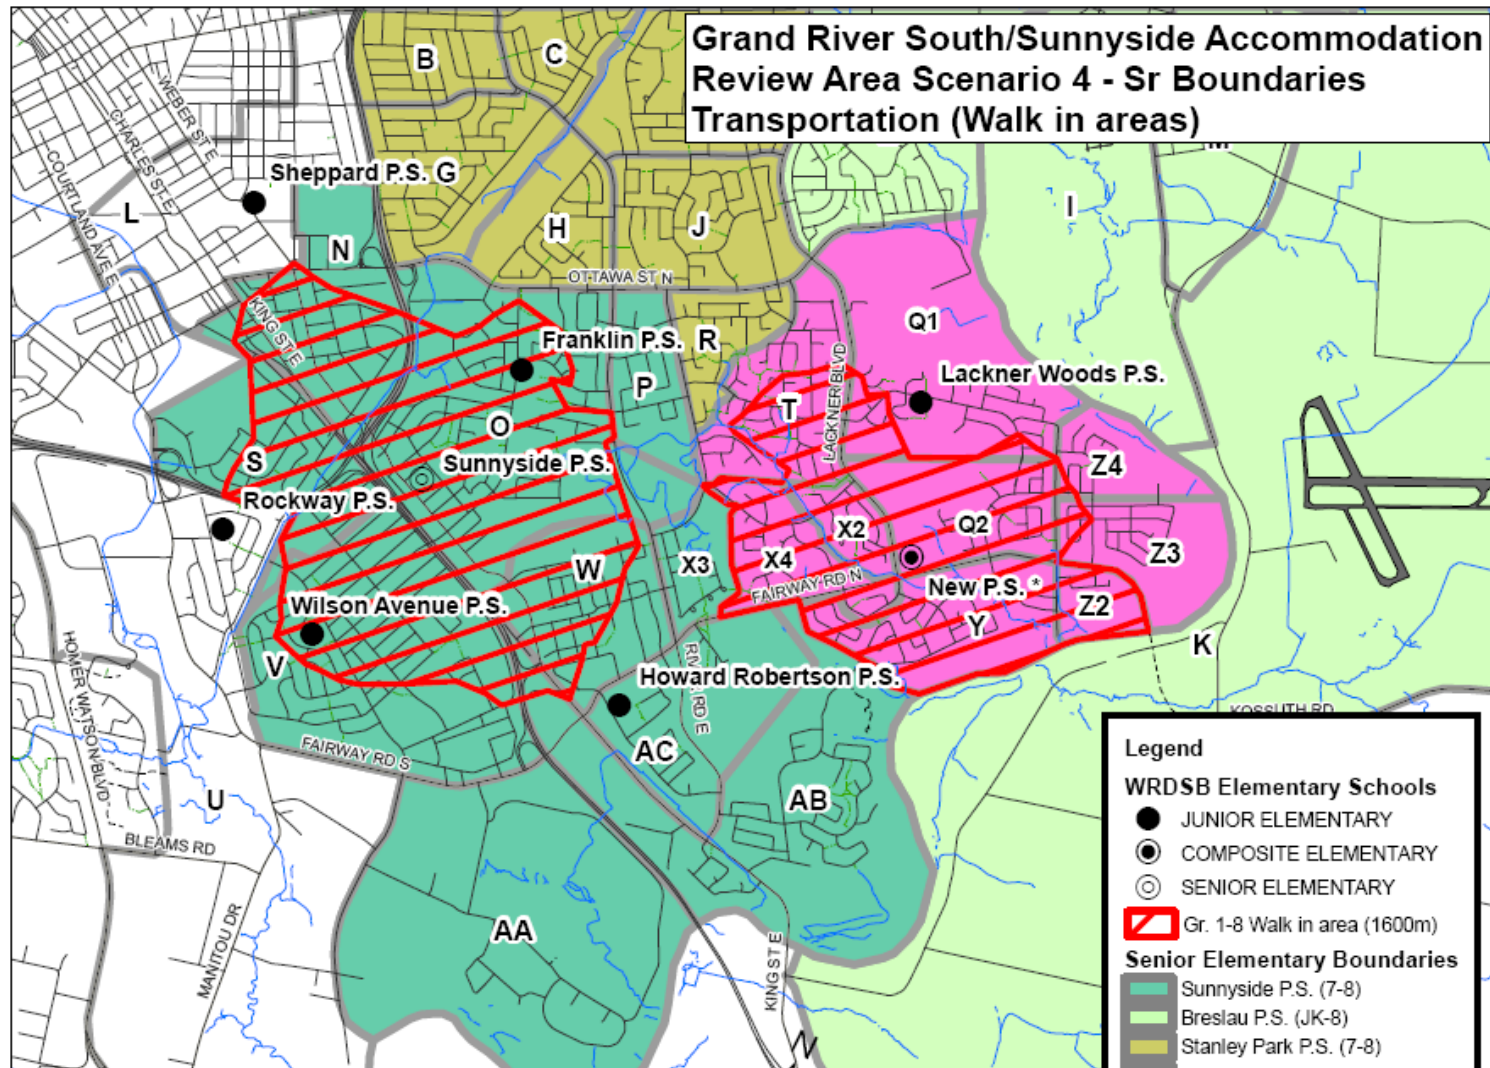 Grand River South/Sunnyside Accommodation
Review Area Scenario 4 - Sr Boundaries
Transportation (Walk in areas)
B
C
WEBER ST E
CHARLES ST E
COURTLAND AVE E
Sheppard P.S.
G
L
I
N
H
J
OTTAWA ST N
KING ST E
Q1
Franklin P.S.
R
LACKNER BLVD
Lackner Woods P.S.
P
T
O
S
Sunnyside P.S.
Z4
Rockway P.S.
X2
Q2
X3
X4
Z3
W
FAIRWAY RD N
New P.S. *
Wilson Avenue P.S.
Z2
Y
V
K
HOMER WATSON BLVD
Howard Robertson P.S.
KOSSUTH RD
FAIRWAY RD S
AC
U
AB
BLEAMS RD
MANITOU DR
AA
KING ST E
N
Legend
WRDSB Elementary Schools
JUNIOR ELEMENTARY
COMPOSITE ELEMENTARY
SENIOR ELEMENTARY
Gr. 1-8 Walk in area (1600m)
Senior Elementary Boundaries
Sunnyside P.S. (7-8)
Breslau P.S. (JK-8)
Stanley Park P.S. (7-8)